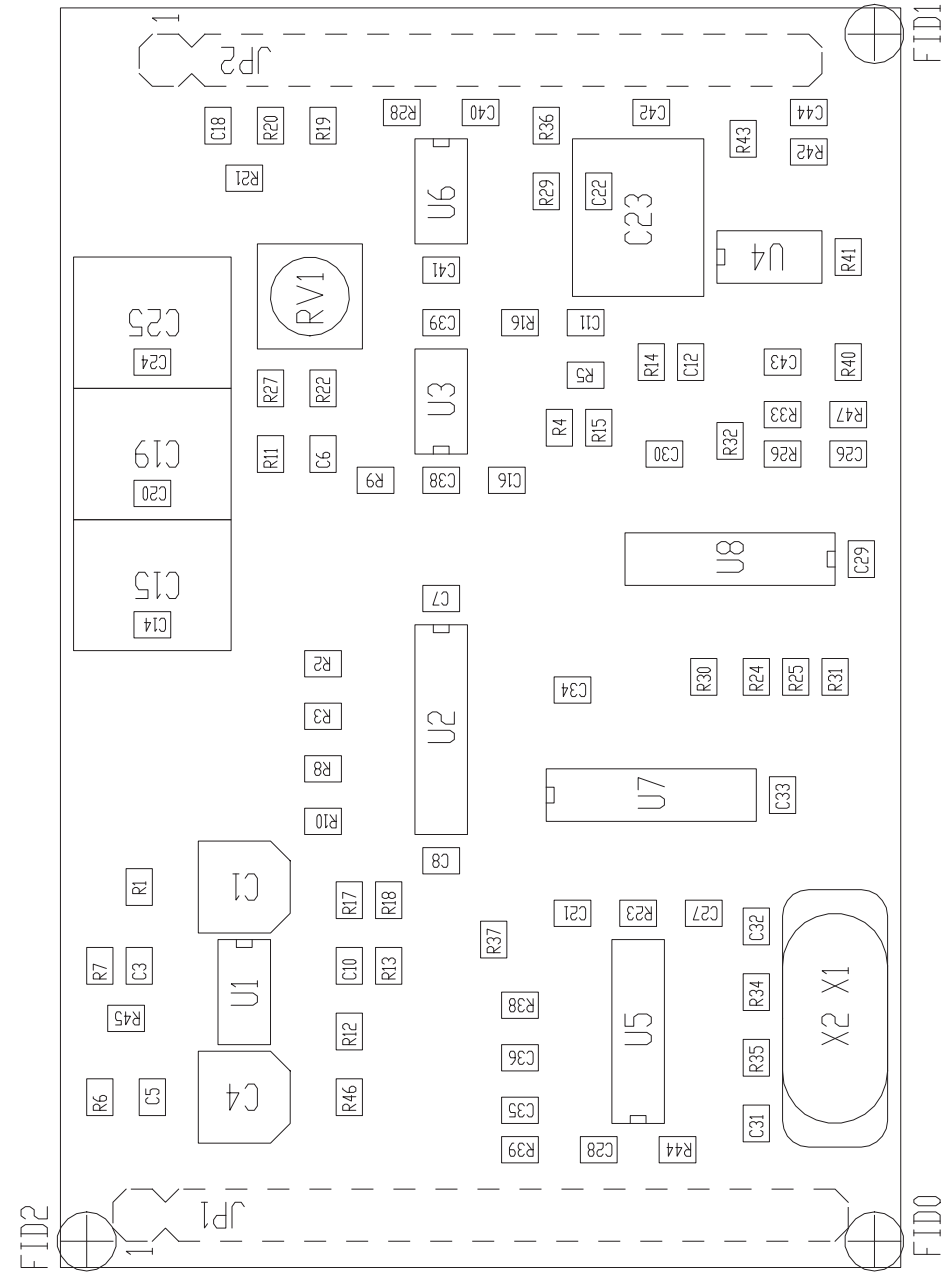 1
FID1
JP2
R28
C40
C42
C44
C18
R20
R19
R36
R43
R42
R21
R29
C22
U6
C23
U4
R41
C41
RV1
C25
C39
R16
C11
C24
R14
C12
C43
R40
R5
R27
R22
U3
R4
R15
R33
R47
R32
C19
R11
C6
C30
R26
C26
C20
R9
C38
C16
U8
C29
C15
C7
C14
R2
R30
R24
R25
R31
C34
R3
U2
R8
U7
C33
R10
C8
R1
C1
R17
R18
C21
R23
C27
C32
R37
R7
C3
C10
R13
U1
R34
X2 X1
R45
R38
R12
U5
C36
R35
R6
C5
C4
R46
C35
C31
R39
C28
R44
FID2
JP1
1
FID0